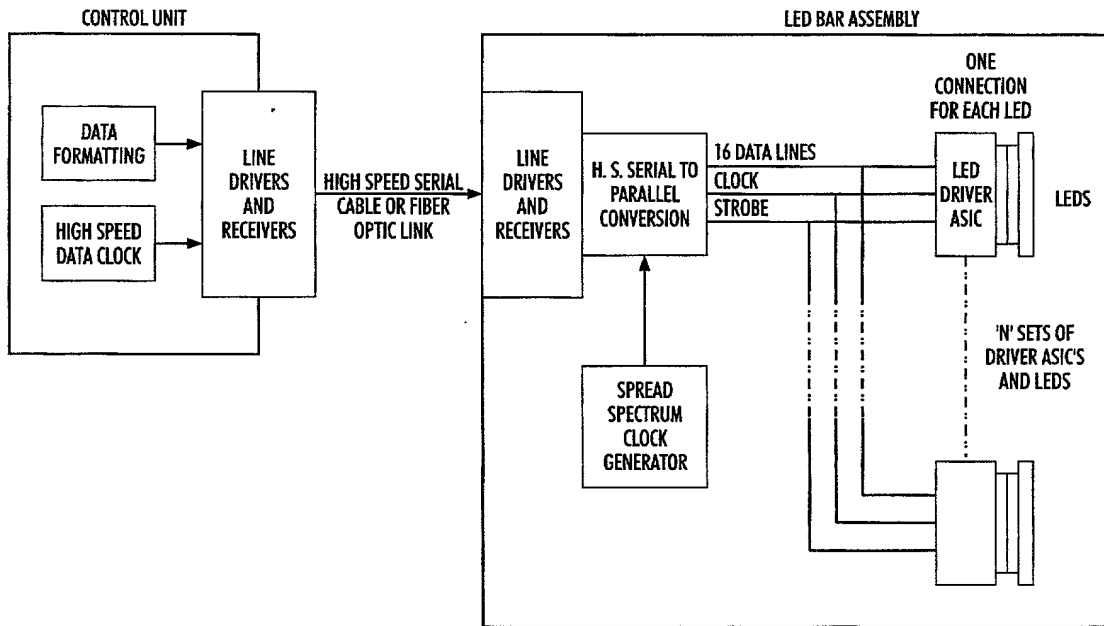 CONTROL UNIT
DATA
FORMATTING
HIGH SPEED
DATA CLOCK
LINE
DRIVERS
AND
RECEIVERS
HIGH SPEED SERIAL
CABLE OR FIBER
OPTIC LINK
LED BAR ASSEMBLY
LINE
DRIVERS
AND
RECEIVERS
H. S. SERIAL TO
PARALLEL
CONVERSION
SPREAD
SPECTRUM
CLOCK
GENERATOR
16 DATA LINES
CLOCK
STROBE
ONE
CONNECTION
FOR EACH LED
LED
DRIVER
ASIC
LEDS
'N' SETS OF
DRIVER ASIC'S
AND LEDS